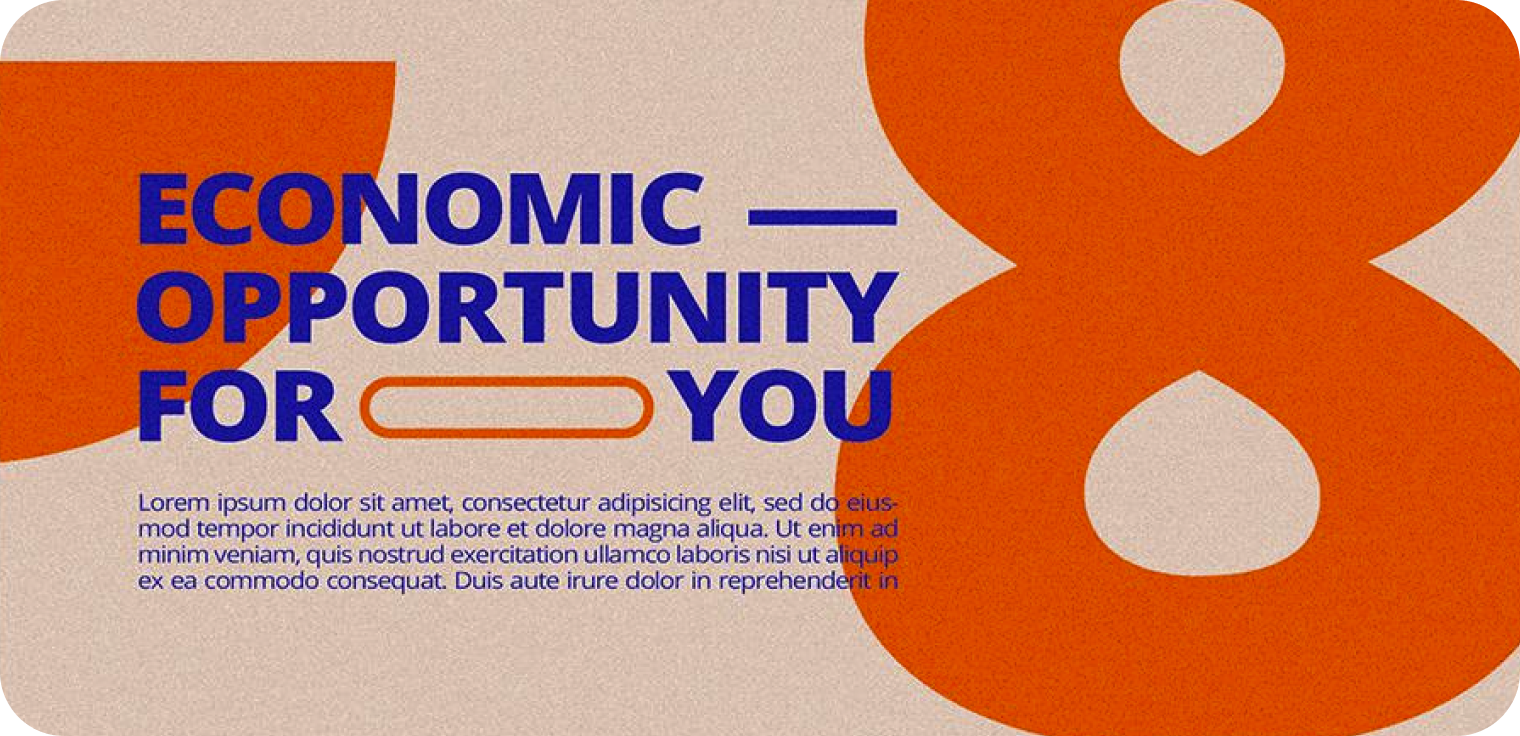 ECONOMIC —
OPPORTUNITY
FOR YOU
Lorem ipsum dolor sit amet, consectetur adipisicing elit, sed do eius-
mod tempor incididunt ut labore et dolore magna aliqua. Ut enim ad
minim veniam, quis nostrud exercitation ullamco laboris nisi ut aliquip
ex ea commodo consequat. Duis aute irure dolor in reprehenderit in
8